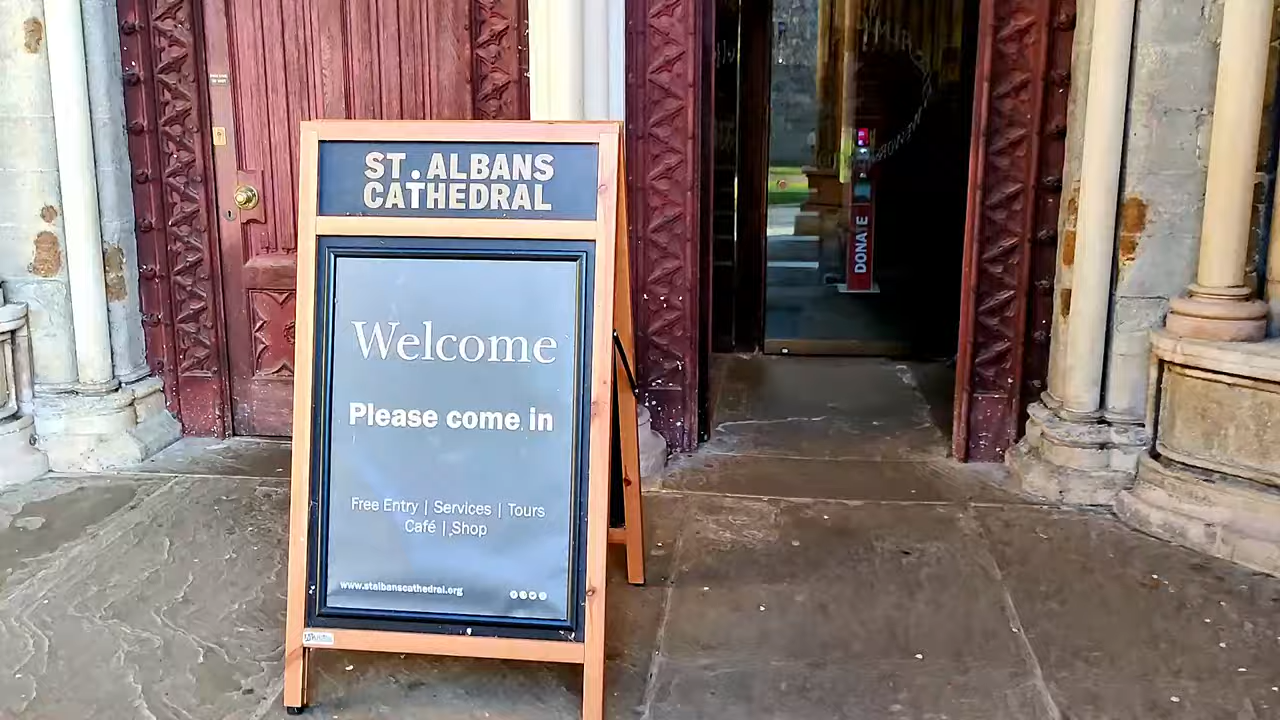 ST. ALBANS
CATHEDRAL
Welcome
Please come in
Free Entry | Services | Tours
Café | Shop
www.stalbanscathedral.org
DONATE